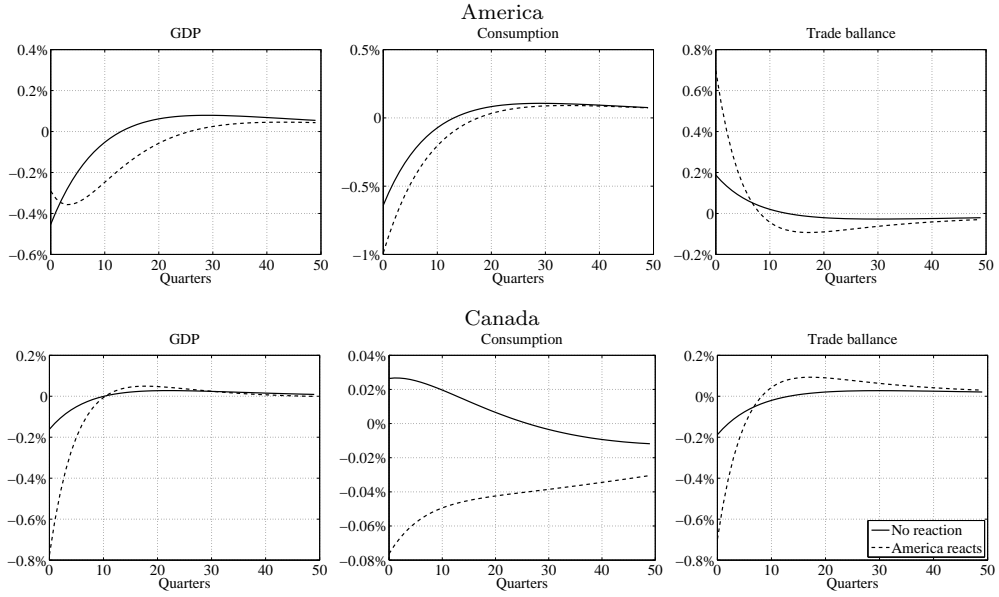 America
GDP
0.4%
0.2%
0
−0.2%
−0.4%
−0.6%
0 10 20 30 40 50
Quarters
Consumption
0.5%
0
−0.5%
−1%
0 10 20 30 40 50
Quarters
Trade ballance
0.8%
0.6%
0.4%
0.2%
0
−0.2%
0 10 20 30 40 50
Quarters
Canada
GDP
0.2%
0
−0.2%
−0.4%
−0.6%
−0.8%
0 10 20 30 40 50
Quarters
Consumption
0.04%
0.02%
0%
−0.02%
−0.04%
−0.06%
−0.08%
0 10 20 30 40 50
Quarters
Trade ballance
0.2%
0
−0.2%
−0.4%
−0.6%
−0.8%
0 10 20 30 40 50
Quarters
No reaction
America reacts